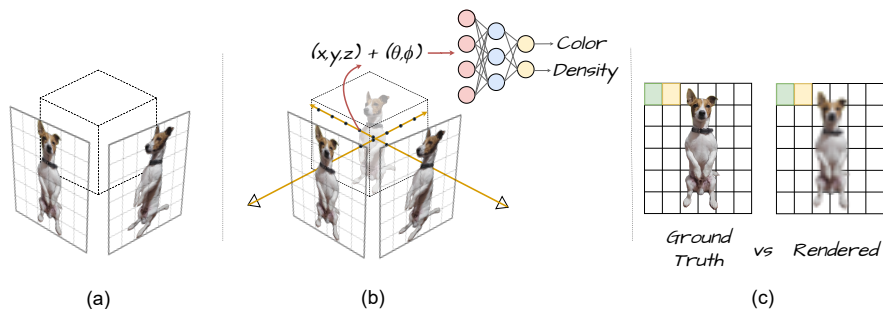 (x,y,z) + (θ,ϕ)
Color
Density
Ground
Truth
vs
Rendered
(a)
(b)
(c)